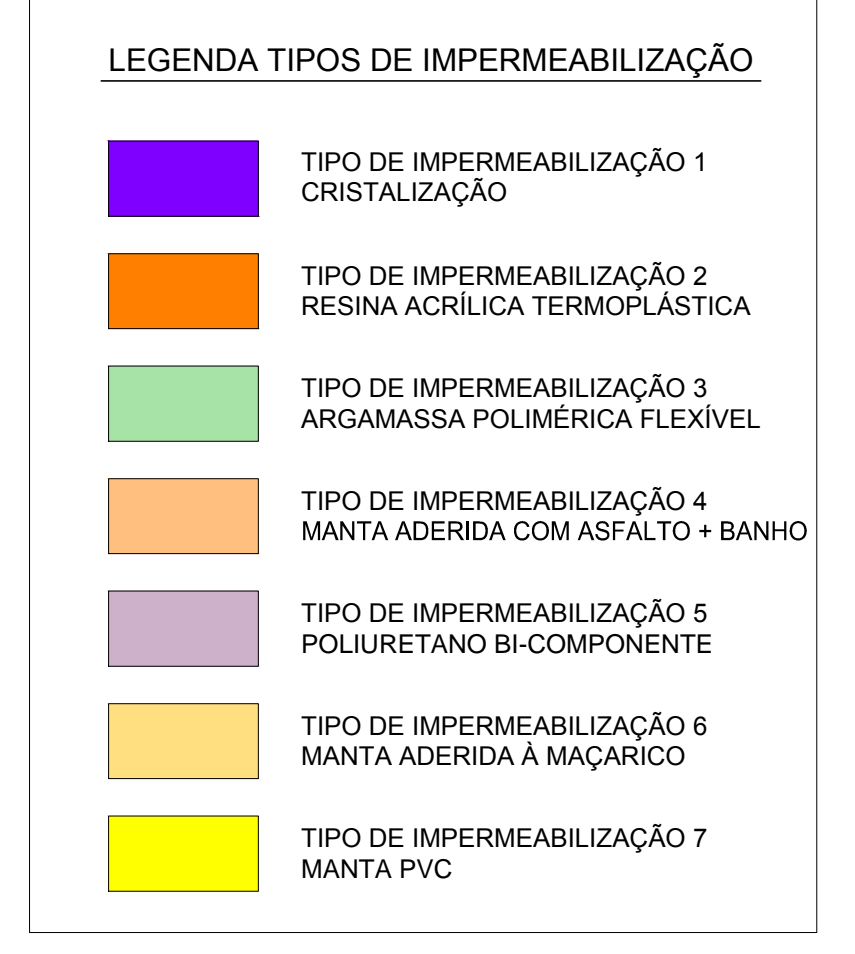 LEGENDA TIPOS DE IMPERMEABILIZAÇÃO
TIPO DE IMPERMEABILIZAÇÃO 1
CRISTALIZAÇÃO
TIPO DE IMPERMEABILIZAÇÃO 2
RESINA ACRÍLICA TERMOPLÁSTICA
TIPO DE IMPERMEABILIZAÇÃO 3
ARGAMASSA POLIMÉRICA FLEXÍVEL
TIPO DE IMPERMEABILIZAÇÃO 4
MANTA ADERIDA COM ASFALTO + BANHO
TIPO DE IMPERMEABILIZAÇÃO 5
POLIURETANO BI-COMPONENTE
TIPO DE IMPERMEABILIZAÇÃO 6
MANTA ADERIDA À MAÇARICO
TIPO DE IMPERMEABILIZAÇÃO 7
MANTA PVC